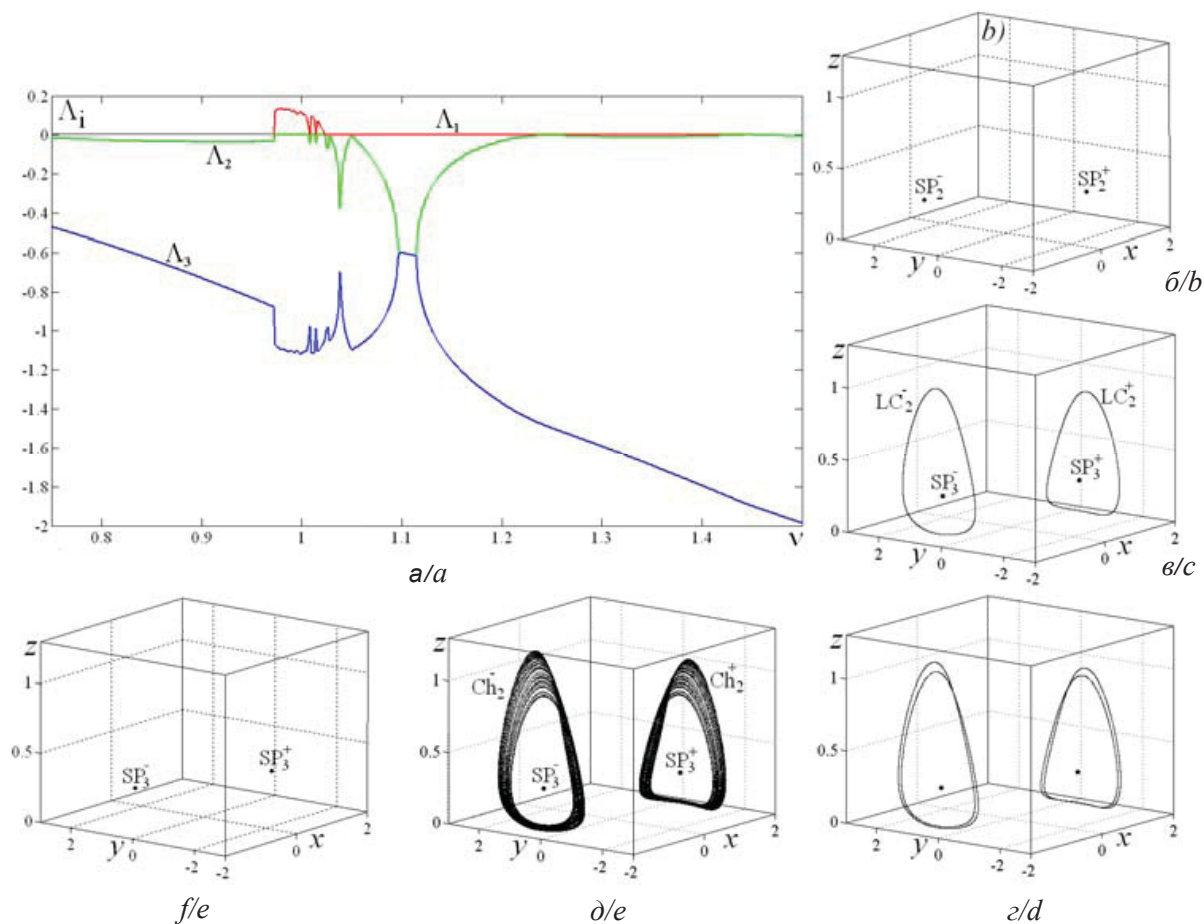 0.2
Λi
0
Λ1
-0.2
Λ2
-0.4
-0.6
Λ3
-0.8
-1
-1.2
-1.4
-1.6
-1.8
-2
0.8
0.9
1
1.1
1.2
1.3
1.4
ν
а/a
b)
z
1
0.5
0
SP2-
SP2+
2
y
0
-2
-2
0
x
2
б/b
z
1
0.5
0
LC2-
LC2+
SP3-
SP3+
2
y
0
-2
-2
0
x
2
в/c
z
1
0.5
0
SP3-
SP3+
2
y
0
-2
-2
0
x
2
f/e
z
1
0.5
0
Ch2-
Ch2+
SP3-
SP3+
2
y
0
-2
-2
0
x
2
д/e
z
1
0.5
0
2
y
0
-2
-2
0
x
2
г/d